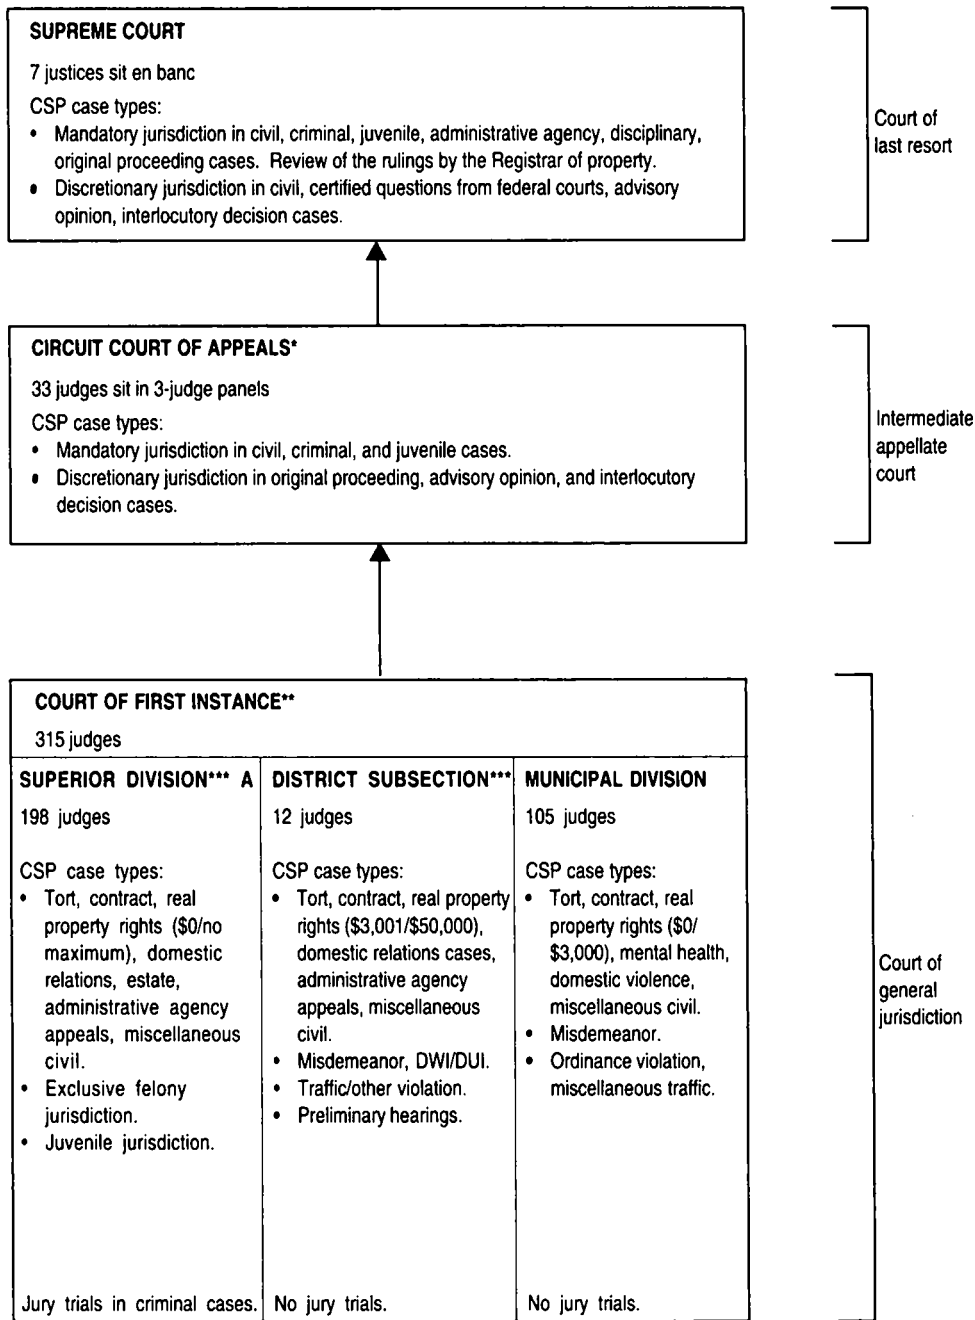 SUPREME COURT
7 justices sit en banc
CSP case types:
• Mandatory jurisdiction in civil, criminal, juvenile, administrative agency, disciplinary,
original proceeding cases. Review of the rulings by the Registrar of property.
• Discretionary jurisdiction in civil, certified questions from federal courts, advisory
opinion, interlocutory decision cases.
Court of
last resort
CIRCUIT COURT OF APPEALS*
33 judges sit in 3-judge panels
CSP case types:
• Mandatory jurisdiction in civil, criminal, and juvenile cases.
• Discretionary jurisdiction in original proceeding, advisory opinion, and interlocutory
decision cases.
Intermediate
appellate
court
COURT OF FIRST INSTANCE**
315 judges
SUPERIOR DIVISION*** A
198 judges
CSP case types:
• Tort, contract, real
property rights ($0/no
maximum), domestic
relations, estate,
administrative agency
appeals, miscellaneous
civil.
• Exclusive felony
jurisdiction.
• Juvenile jurisdiction.
Jury trials in criminal cases.
DISTRICT SUBSECTION***
12 judges
CSP case types:
• Tort, contract, real property
rights ($3,001/$50,000),
domestic relations cases,
administrative agency
appeals, miscellaneous
civil.
• Misdemeanor, DWI/DUI.
• Traffic/other violation.
• Preliminary hearings.
No jury trials.
MUNICIPAL DIVISION
105 judges
CSP case types:
• Tort, contract, real
property rights ($0/
$3,000), mental health,
domestic violence,
miscellaneous civil.
• Misdemeanor.
• Ordinance violation,
miscellaneous traffic.
No jury trials.
Court of
general
jurisdiction